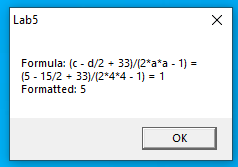 Lab5
Formula: (c - d/2 + 33)/(2*a*a - 1) =
(5 - 15/2 + 33)/(2*4*4 - 1) = 1
Formatted: 5
OK